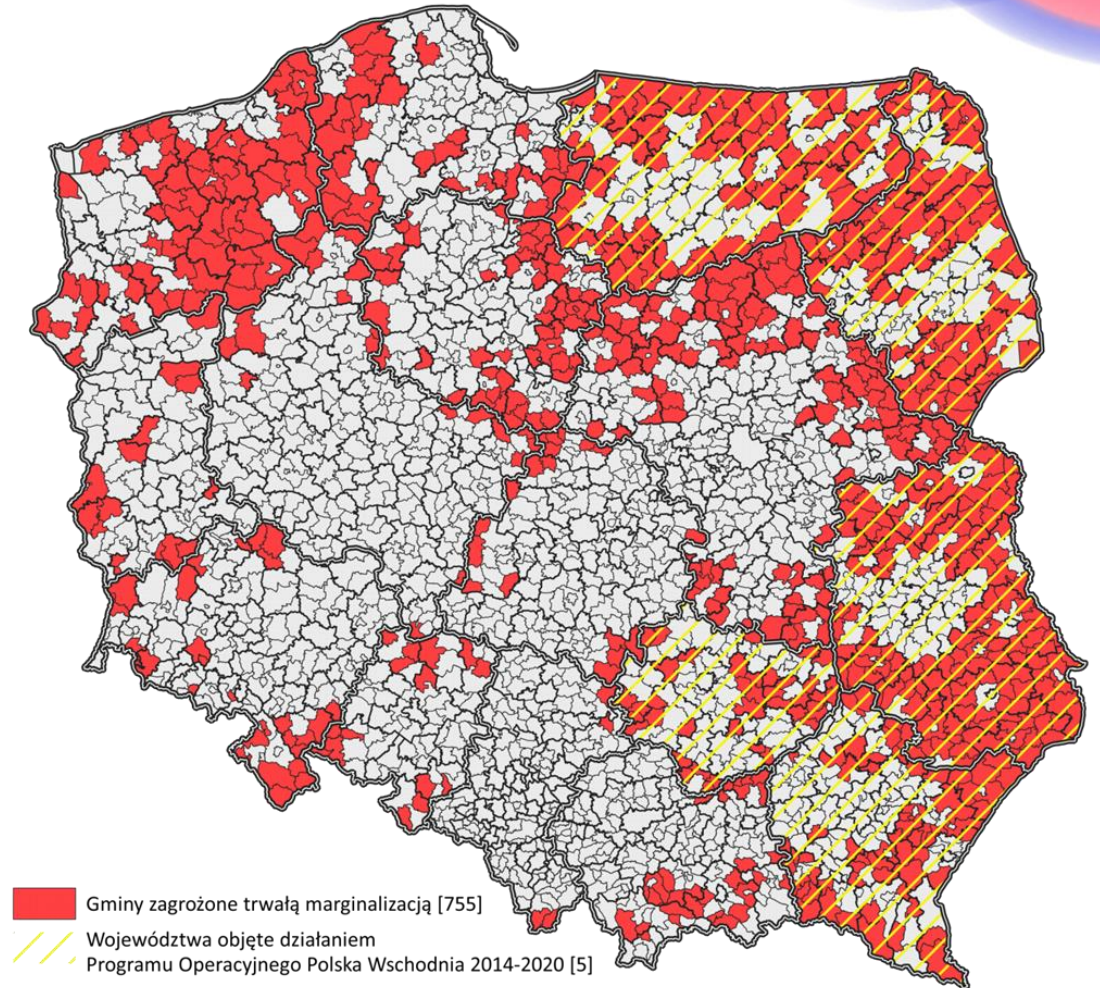 Gminy zagrożone trwałą marginalizacją [755]
Województwa objęte działaniem
Programu Operacyjnego Polska Wschodnia 2014-2020 [5]